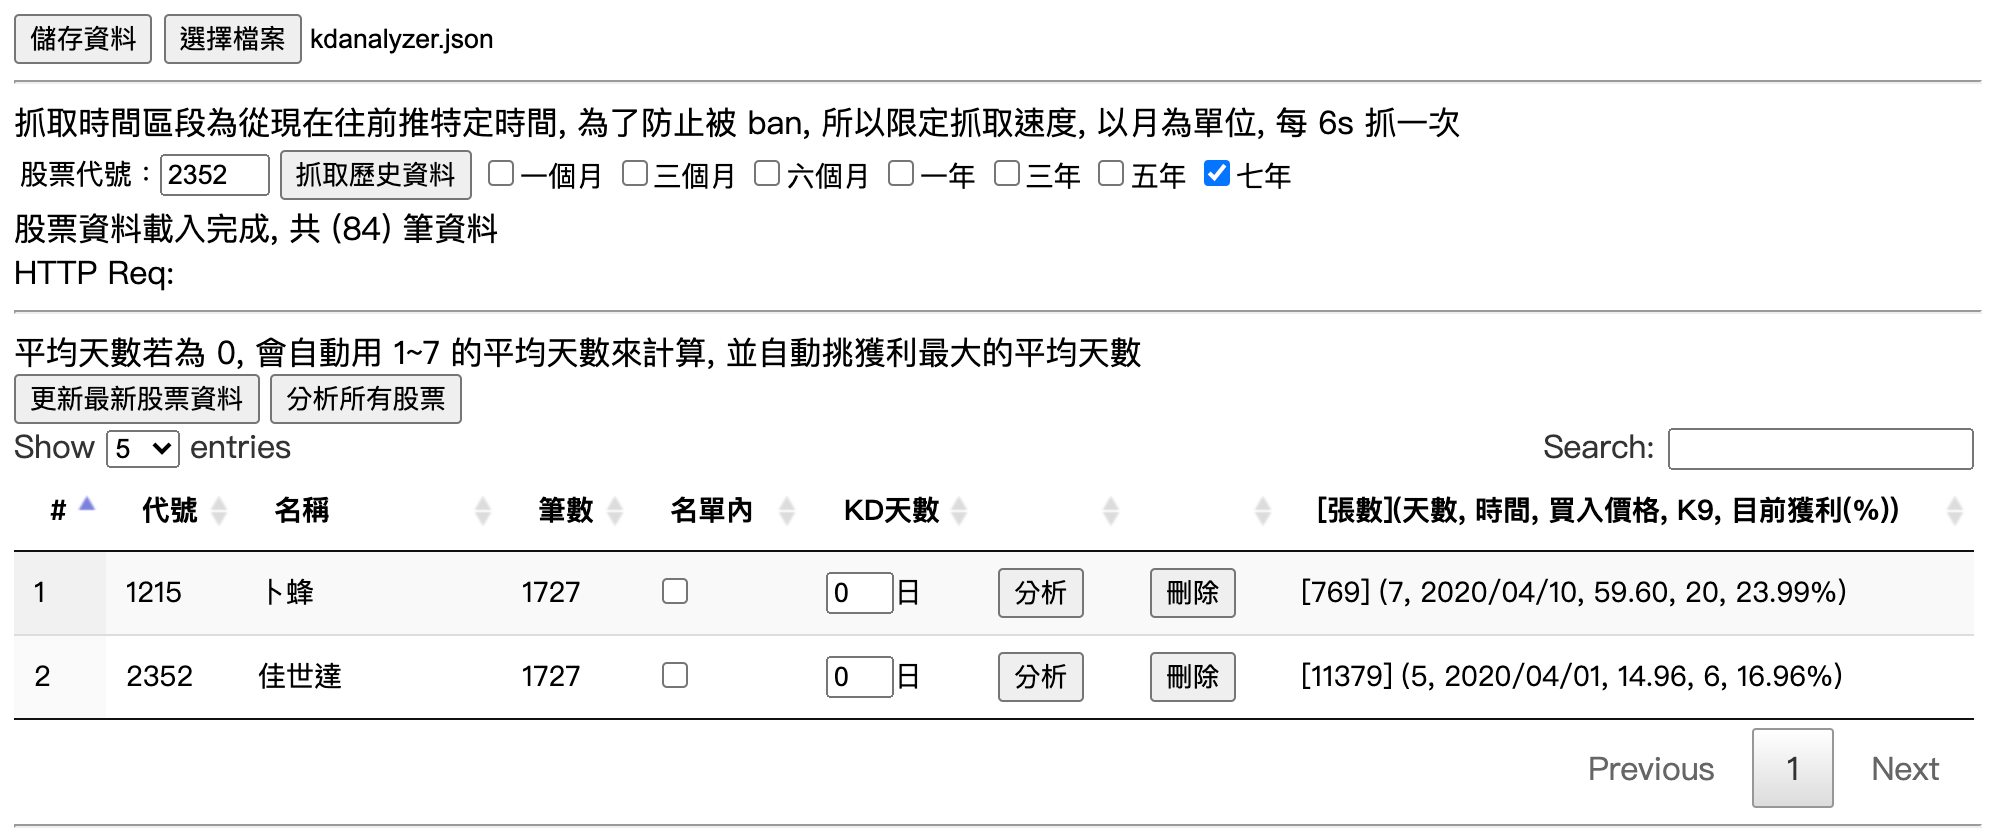 儲存資料 選擇檔案 kdanalyzer.json
抓取時間區段為從現在往前推特定時間, 為了防止被 ban, 所以限定抓取速度, 以月為單位, 每 6s 抓一次
股票代號：2352 抓取歷史資料 一個月 三個月 六個月 一年 三年 五年 七年
股票資料載入完成, 共 (84) 筆資料
HTTP Req:
平均天數若為 0, 會自動用 1~7 的平均天數來計算, 並自動挑獲利最大的平均天數
更新最新股票資料 分析所有股票
Show 5 entries Search:
# 代號 名稱 筆數 名單內 KD天數 [張數](天數, 時間, 買入價格, K9, 目前獲利(%))
1 1215 卜蜂 1727 0 日 分析 刪除 [769] (7, 2020/04/10, 59.60, 20, 23.99%)
2 2352 佳世達 1727 0 日 分析 刪除 [11379] (5, 2020/04/01, 14.96, 6, 16.96%)
Previous 1 Next